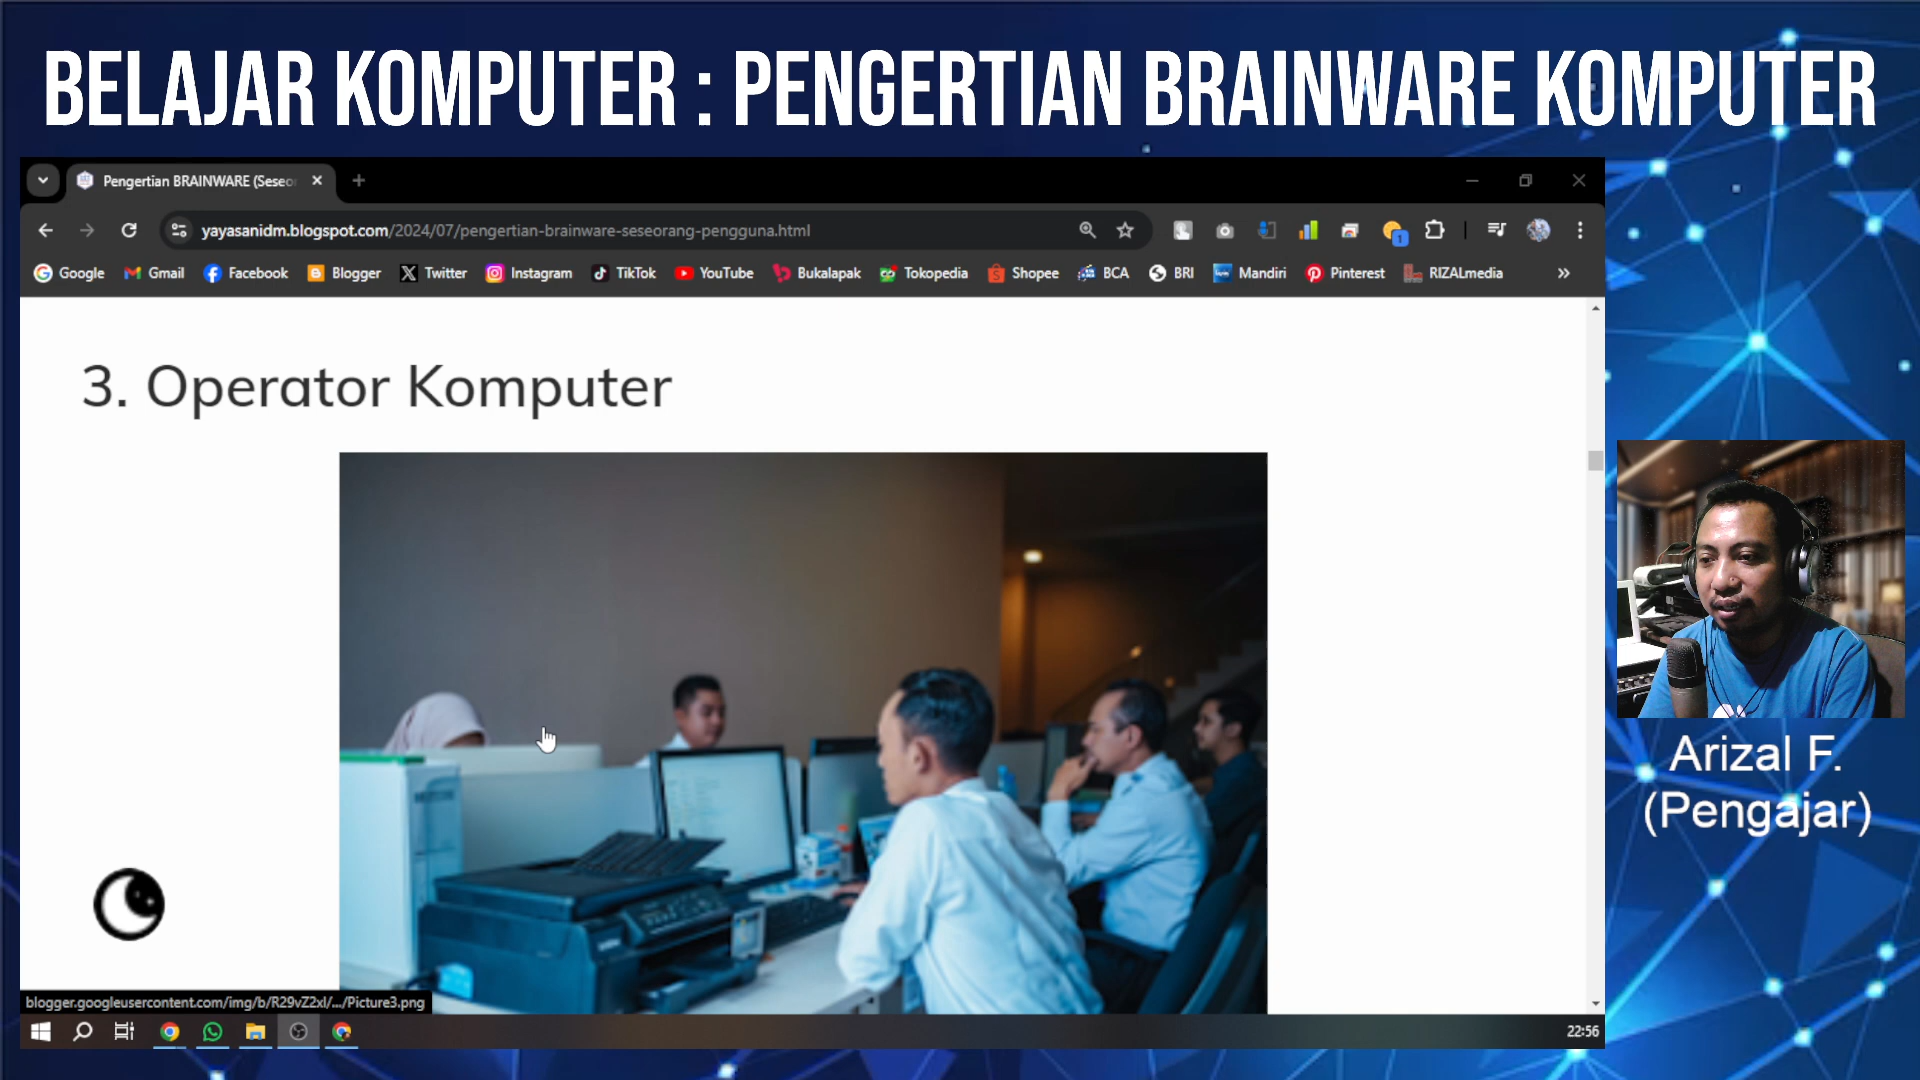 BELAJAR KOMPUTER : PENGERTIAN BRAINWARE KOMPUTER
Pengertian BRAINWARE (Seseor
yayasanidm.blogspot.com/2024/07/pengertian-brainware-seseorang-pengguna.html
1
Google Gmail Facebook Blogger Twitter Instagram TikTok YouTube Bukalapak Tokopedia Shopee BCA BRI Mandiri Pinterest RIZALmedia
3. Operator Komputer
Arizal F.
(Pengajar)
blogger.googleusercontent.com/img/b/R29vZ2xl/.../Picture3.png
22:56